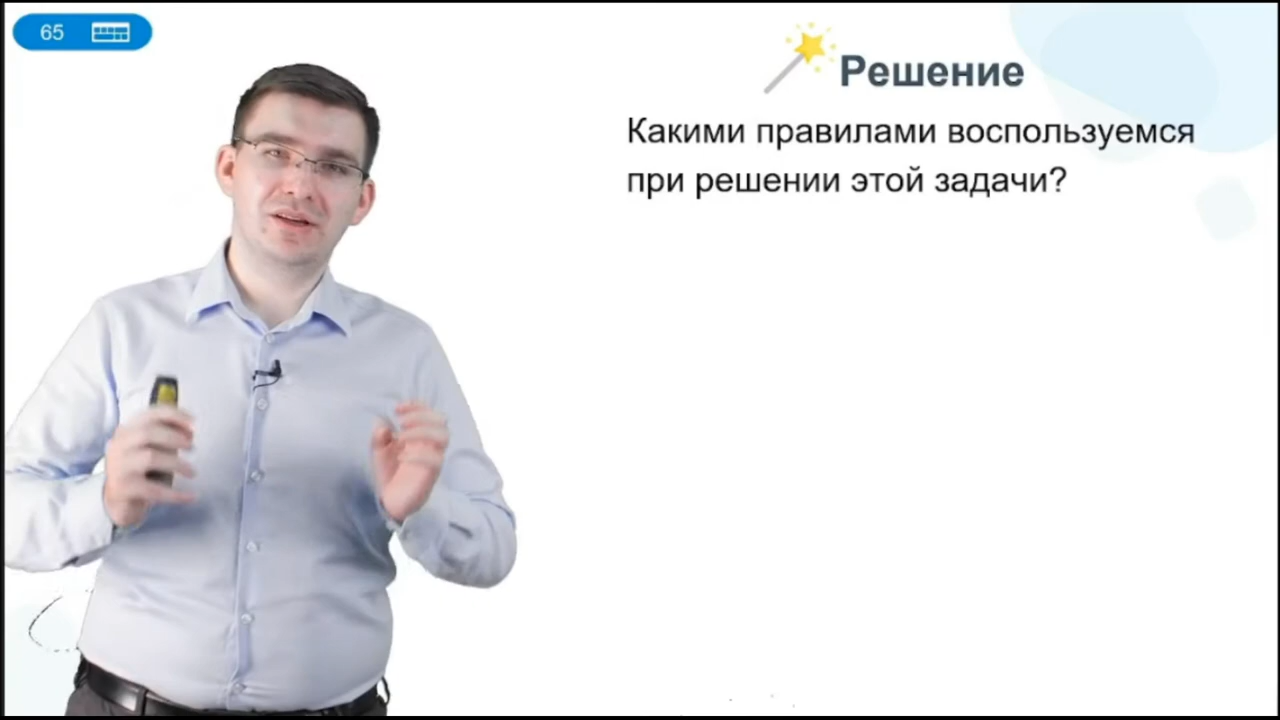 65
Решение
Какими правилами воспользуемся
при решении этой задачи?